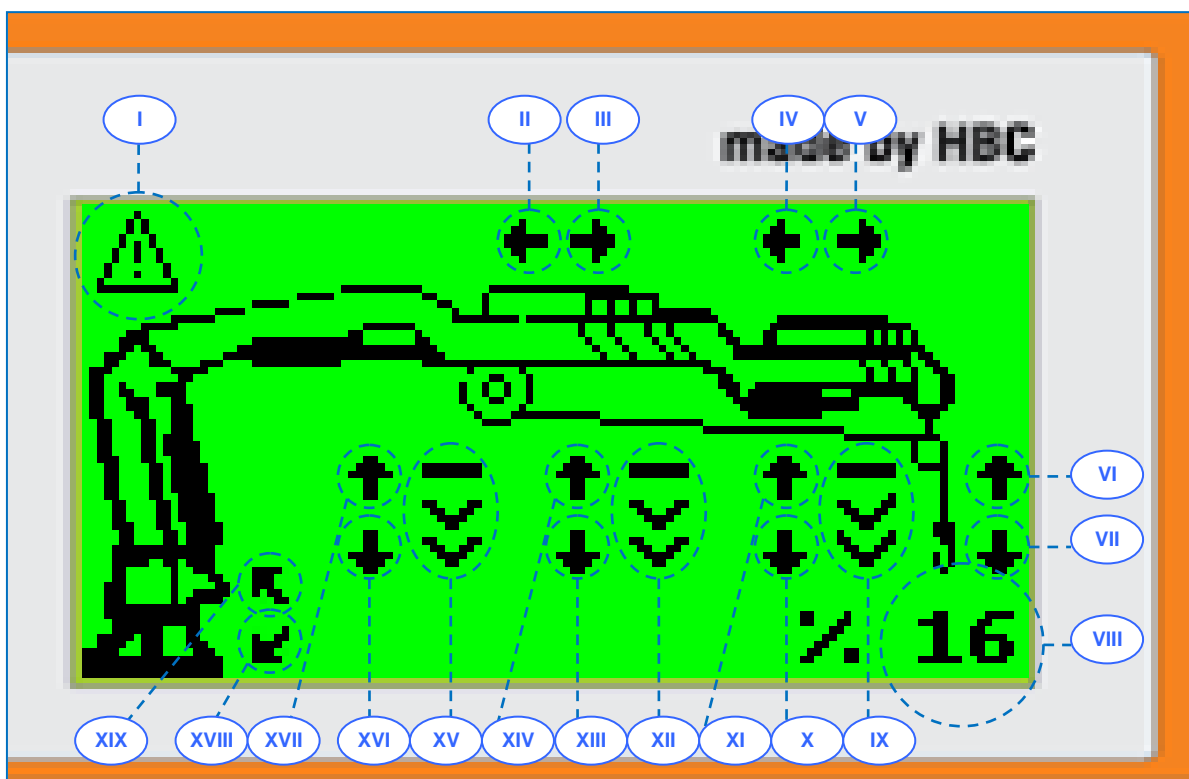 I II III IV V
made by HBC
VI
VII
% 16 VIII
XIX XVIII XVII XVI XV XIV XIII XII XI X IX